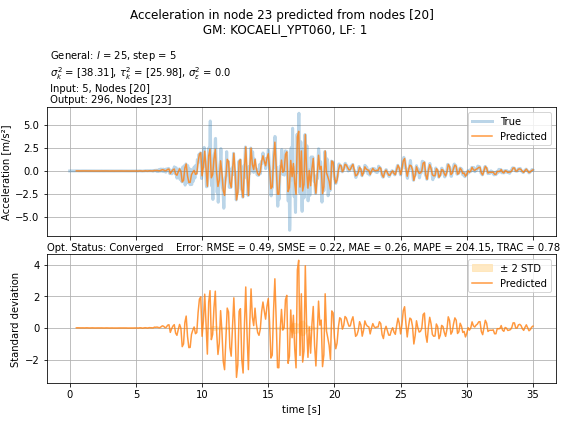 Acceleration in node 23 predicted from nodes [20]
GM: KOCAELI_YPT060, LF: 1
General: l = 25, step = 5
σ²ₖ = [38.31], τ²ₖ = [25.98], σ²ε = 0.0
Input: 5, Nodes [20]
Output: 296, Nodes [23]
Acceleration [m/s²]
5.0
2.5
0.0
−2.5
−5.0
True
Predicted
Opt. Status: Converged Error: RMSE = 0.49, SMSE = 0.22, MAE = 0.26, MAPE = 204.15, TRAC = 0.78
Standard deviation
4
2
0
−2
± 2 STD
Predicted
0 5 10 15 20 25 30 35
time [s]